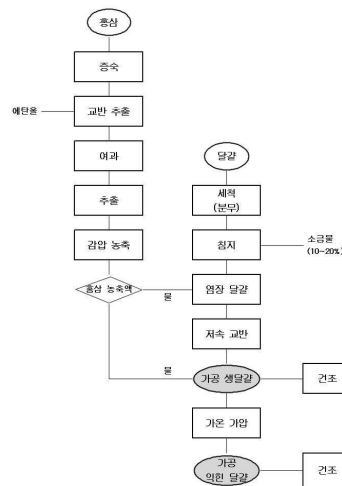 홍삼
증숙
에탄올
교반 추출
여과
추출
감압 농축
홍삼 농축액
물
달걀
세척
(분무)
침지
소금물
(10~20%)
염장 달걀
저속 교반
물
가공 생달걀
건조
가온 가압
가공
익힌 달걀
건조